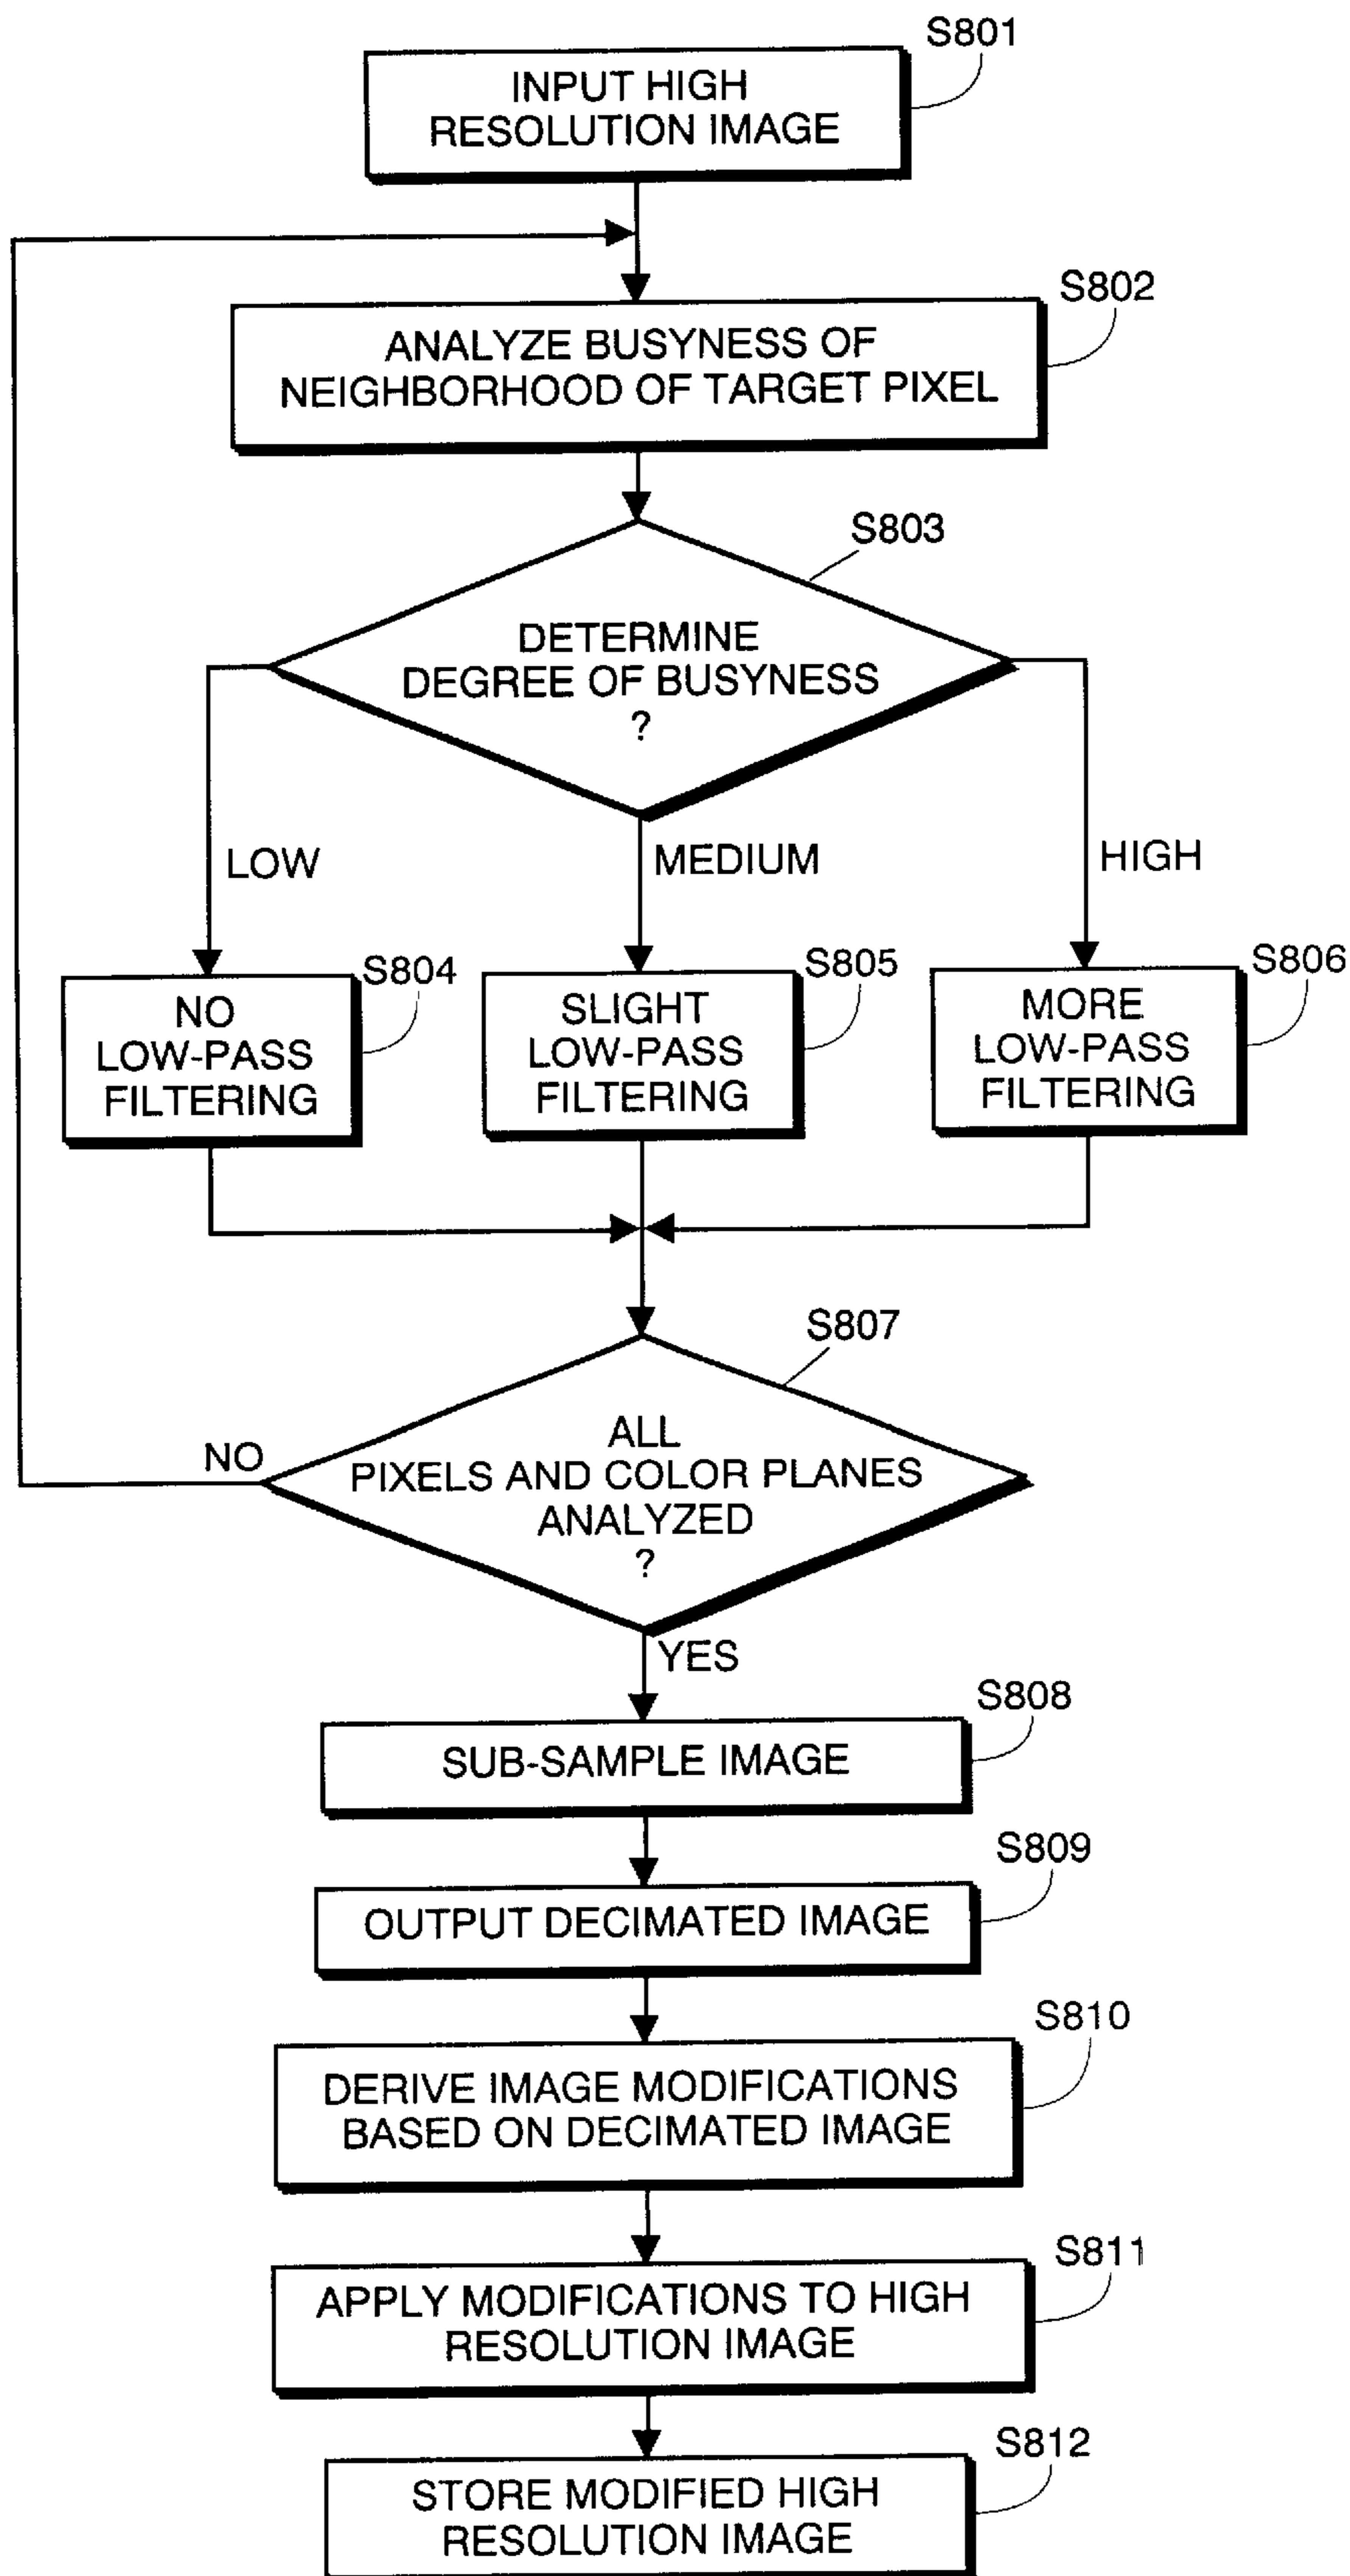 S801
INPUT HIGH
RESOLUTION IMAGE
S802
ANALYZE BUSYNESS OF
NEIGHBORHOOD OF TARGET PIXEL
S803
DETERMINE
DEGREE OF BUSYNESS
?
LOW
MEDIUM
HIGH
S804
NO
LOW-PASS
FILTERING
S805
SLIGHT
LOW-PASS
FILTERING
S806
MORE
LOW-PASS
FILTERING
S807
ALL
PIXELS AND COLOR PLANES
ANALYZED
?
NO
YES
S808
SUB-SAMPLE IMAGE
S809
OUTPUT DECIMATED IMAGE
S810
DERIVE IMAGE MODIFICATIONS
BASED ON DECIMATED IMAGE
S811
APPLY MODIFICATIONS TO HIGH
RESOLUTION IMAGE
S812
STORE MODIFIED HIGH
RESOLUTION IMAGE